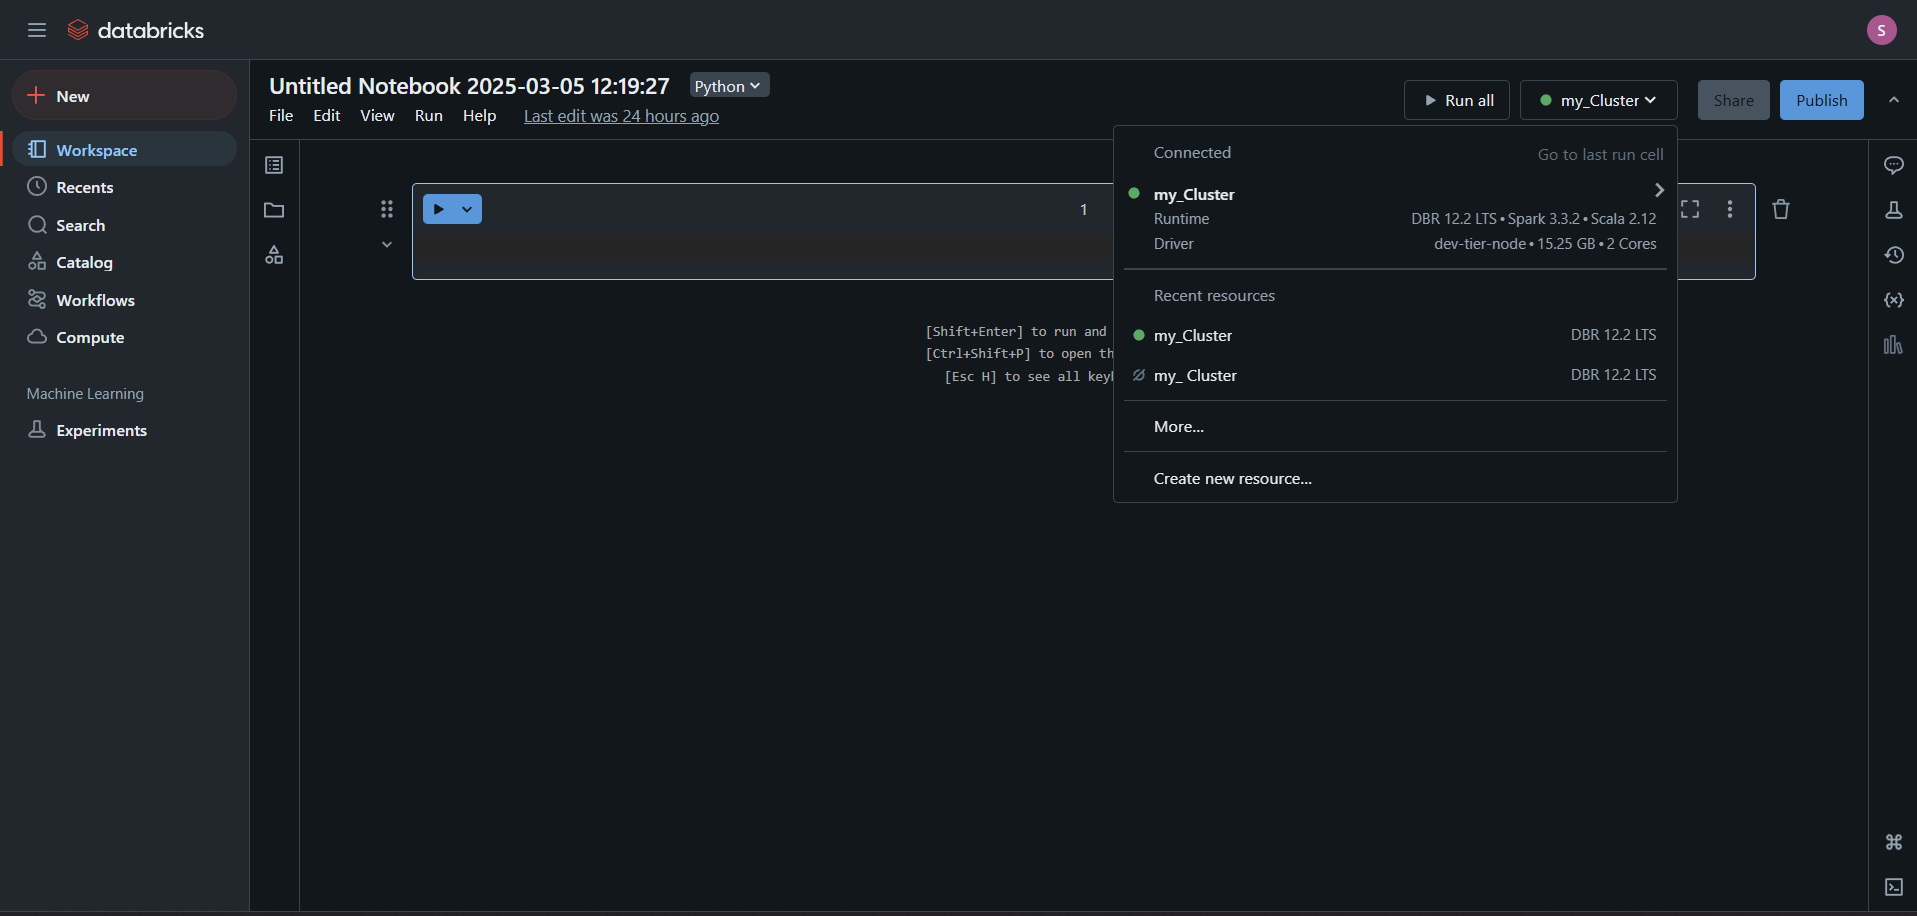 databricks
S
New
Workspace
Recents
Search
Catalog
Workflows
Compute
Machine Learning
Experiments
Untitled Notebook 2025-03-05 12:19:27
Python
File Edit View Run Help Last edit was 24 hours ago
Run all
my_Cluster
Share
Publish
1
[Shift+Enter] to run and
[Ctrl+Shift+P] to open th
[Esc H] to see all key
Connected Go to last run cell
my_Cluster
Runtime DBR 12.2 LTS • Spark 3.3.2 • Scala 2.12
Driver dev-tier-node • 15.25 GB • 2 Cores
Recent resources
my_Cluster DBR 12.2 LTS
my_ Cluster DBR 12.2 LTS
More...
Create new resource...